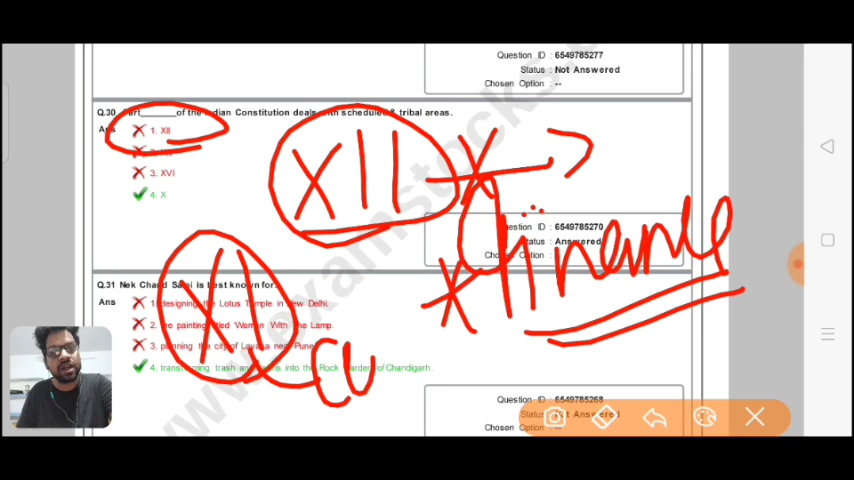 Question ID : 6549785277
Status : Not Answered
Chosen Option : --
Q.30 Part______of the Indian Constitution deals with scheduled & tribal areas.
Ans 1. XII
3. XVI
4. X
XII
Question ID : 6549785270
Status : Answered
Q.31 Nek Chand Saini is best known for:
Ans 1. designing the Lotus Temple in New Delhi.
2. the painting titled 'Woman With the Lamp.
3. planning the city of Lavasa near Pune.
4. transforming trash and into the Rock Garden of Chandigarh.
XI
Question ID : 6549785268
Status : Not Answered
Chosen Option : --
www.examstocks.com